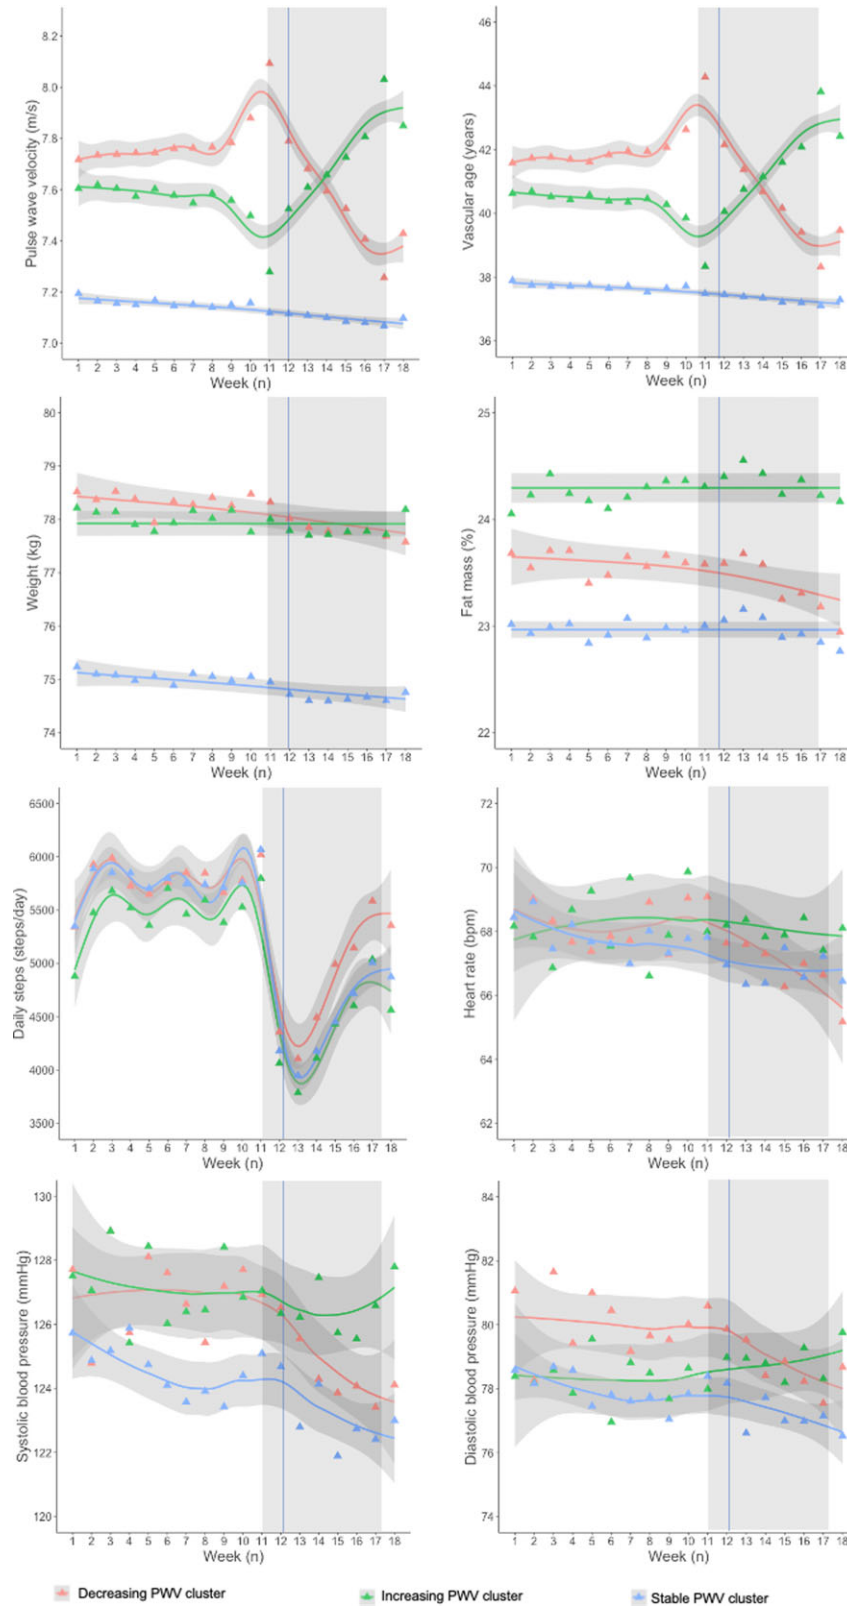 8.2
8.0
7.8
7.6
7.4
7.2
7.0
Pulse wave velocity (m/s)
1 2 3 4 5 6 7 8 9 10 11 12 13 14 15 16 17 18
Week (n)
46
44
42
40
38
36
Vascular age (years)
1 2 3 4 5 6 7 8 9 10 11 12 13 14 15 16 17 18
Week (n)
80
79
78
77
76
75
74
Weight (kg)
1 2 3 4 5 6 7 8 9 10 11 12 13 14 15 16 17 18
Week (n)
25
24
23
22
Fat mass (%)
1 2 3 4 5 6 7 8 9 10 11 12 13 14 15 16 17 18
Week (n)
6500
6000
5500
5000
4500
4000
3500
Daily steps (steps/day)
1 2 3 4 5 6 7 8 9 10 11 12 13 14 15 16 17 18
Week (n)
72
70
68
66
64
62
Heart rate (bpm)
1 2 3 4 5 6 7 8 9 10 11 12 13 14 15 16 17 18
Week (n)
130
128
126
124
122
120
Systolic blood pressure (mmHg)
1 2 3 4 5 6 7 8 9 10 11 12 13 14 15 16 17 18
Week (n)
84
82
80
78
76
74
Diastolic blood pressure (mmHg)
1 2 3 4 5 6 7 8 9 10 11 12 13 14 15 16 17 18
Week (n)
Decreasing PWV cluster
Increasing PWV cluster
Stable PWV cluster